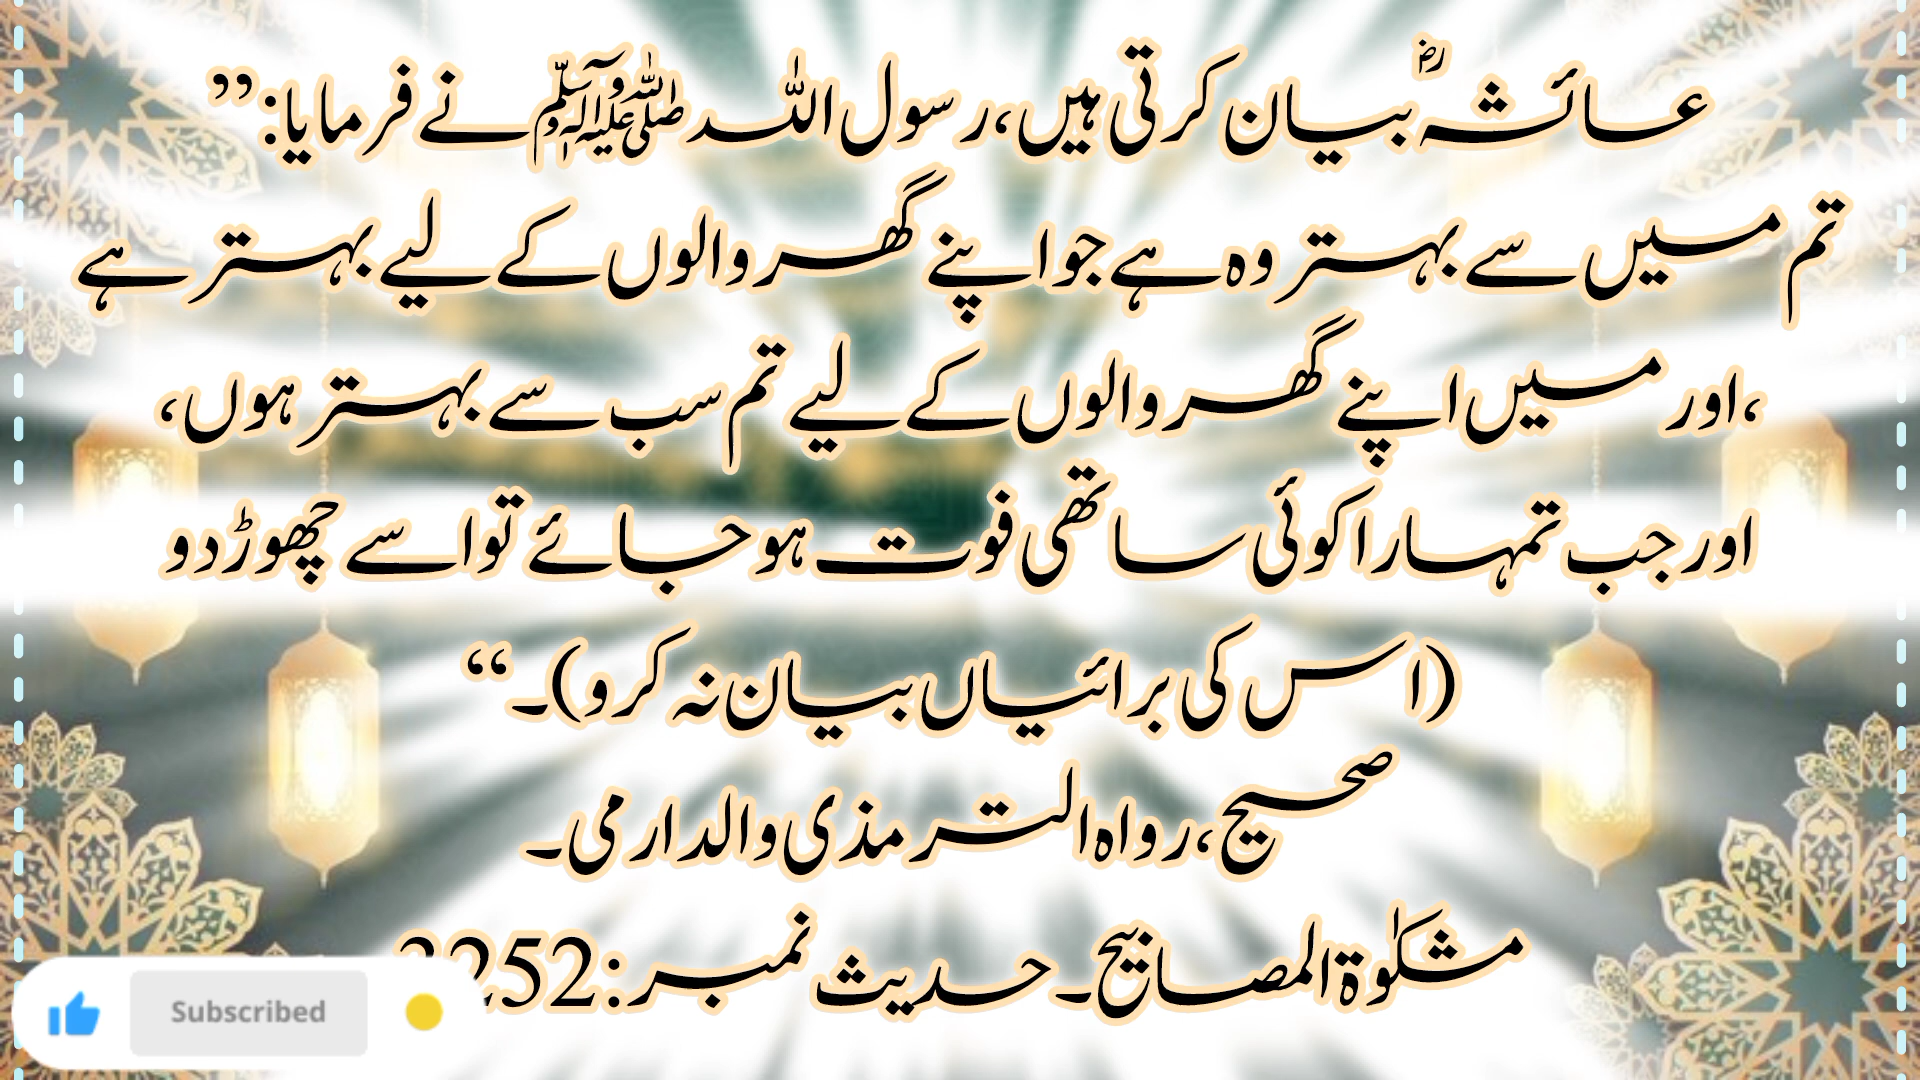 عائشہؓ بیان کرتی ہیں، رسول اللہ ﷺ نے فرمایا: ”
تم میں سے بہتر وہ ہے جو اپنے گھر والوں کے لیے بہتر ہے
،اور میں اپنے گھر والوں کے لیے تم سب سے بہتر ہوں،
اور جب تمہارا کوئی ساتھی فوت ہو جائے تو اسے چھوڑ دو
(اس کی برائیاں بیان نہ کرو)۔“
صحیح، رواہ الترمذی والدارمی۔
مشکوٰۃ المصابیح۔ حدیث نمبر:3252
Subscribed